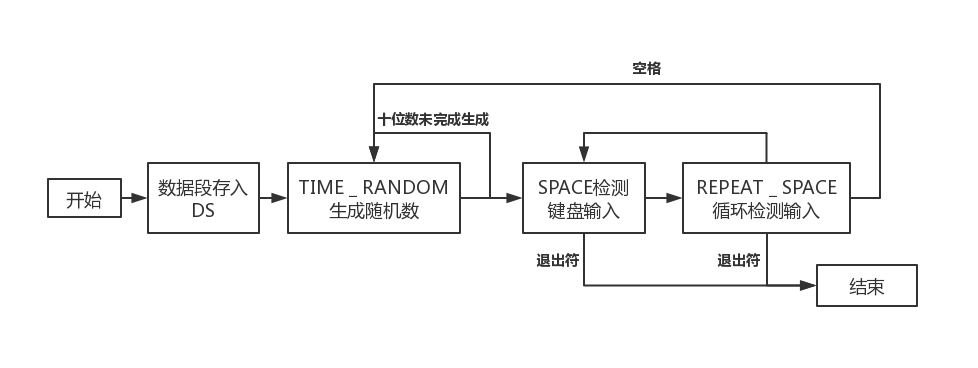 空格
十位数未完成生成
开始
数据段存入
DS
TIME _ RANDOM
生成随机数
SPACE检测
键盘输入
REPEAT _ SPACE
循环检测输入
退出符
退出符
结束